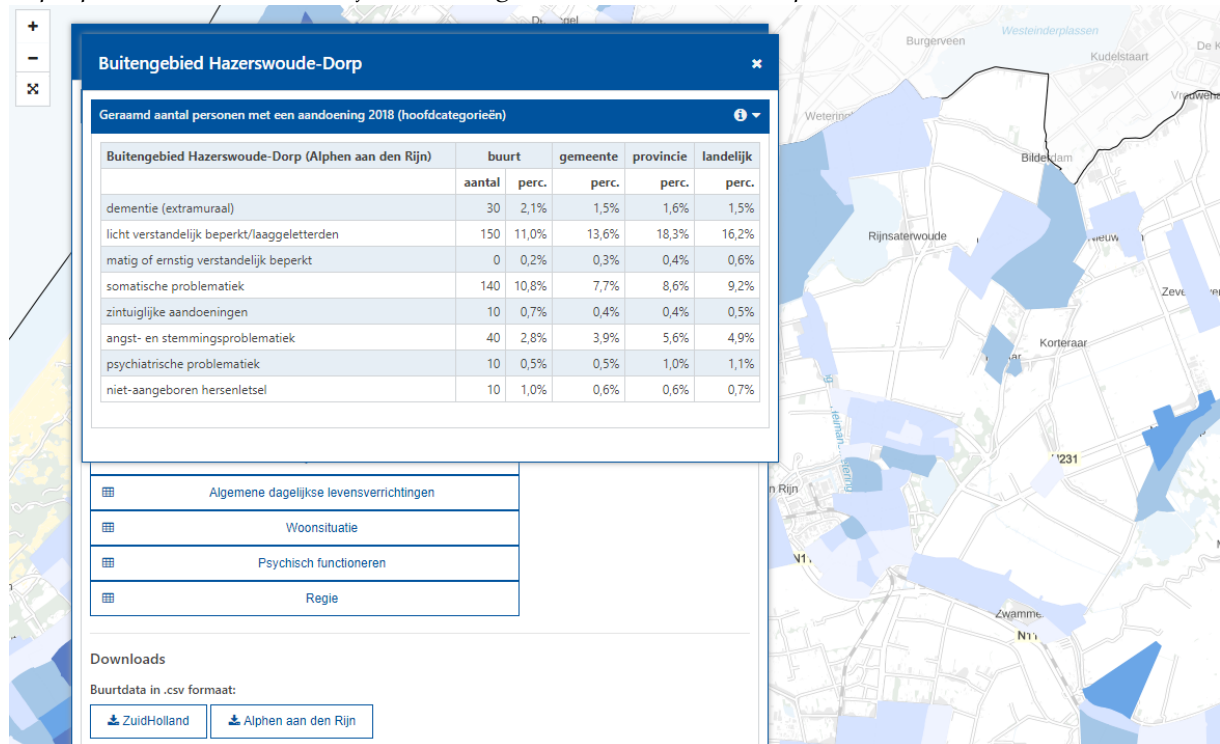 Burgerveen
Westeinderplassen
Kudelstaart
Buitengebied Hazerswoude-Dorp
Geraamd aantal personen met een aandoening 2018 (hoofdcategorieën)
Buitengebied Hazerswoude-Dorp (Alphen aan den Rijn) buurt gemeente provincie landelijk
aantal perc. perc. perc. perc.
dementie (extramuraal) 30 2,1% 1,5% 1,6% 1,5%
licht verstandelijk beperkt/laaggeletterden 150 11,0% 13,6% 18,3% 16,2%
matig of ernstig verstandelijk beperkt 0 0,2% 0,3% 0,4% 0,6%
somatische problematiek 140 10,8% 7,7% 8,6% 9,2%
zintuiglijke aandoeningen 10 0,7% 0,4% 0,4% 0,5%
angst- en stemmingsproblematiek 40 2,8% 3,9% 5,6% 4,9%
psychiatrische problematiek 10 0,5% 0,5% 1,0% 1,1%
niet-aangeboren hersenletsel 10 1,0% 0,6% 0,6% 0,7%
Bilderdam
Rijnsaterwoude
Korteraar
N231
n Rijn
N11
Zwamme
N11
Algemene dagelijkse levensverrichtingen
Woonsituatie
Psychisch functioneren
Regie
Downloads
Buurtdata in .csv formaat:
ZuidHolland
Alphen aan den Rijn